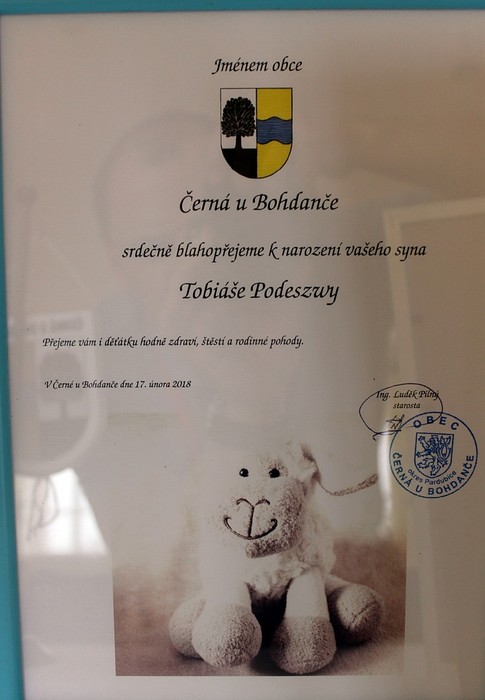 Jménem obce
Černá u Bohdanče
srdečně blahopřejeme k narození vašeho syna
Tobiáše Podeszwy
Přejeme vám i děťátku hodně zdraví, štěstí a rodinné pohody.
V Černé u Bohdanče dne 17. února 2018
Ing. Luděk Pilný
starosta
OBEC
okres Pardubice
ČERNÁ U BOHDANČE